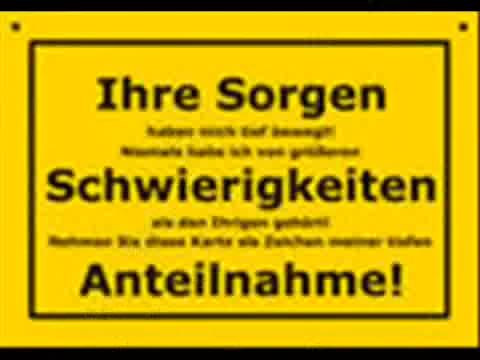 Ihre Sorgen
haben mich tief bewegt!
Niemals habe ich von größeren
Schwierigkeiten
als den Ihrigen gehört!
Nehmen Sie diese Karte als Zeichen meiner tiefen
Anteilnahme!